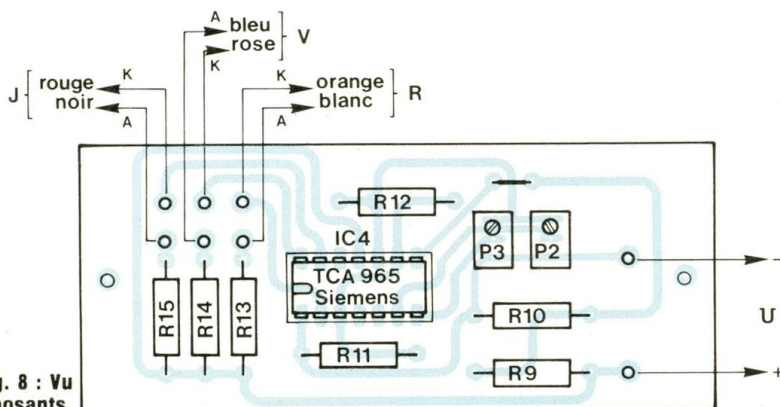 A bleu
rose V
K
J rouge K
noir A
K orange
blanc R
A
R12
IC4
TCA 965
Siemens
P3 P2
R15 R14 R13
R11
R10
R9
−
U
+
g. 8 : Vu
posants